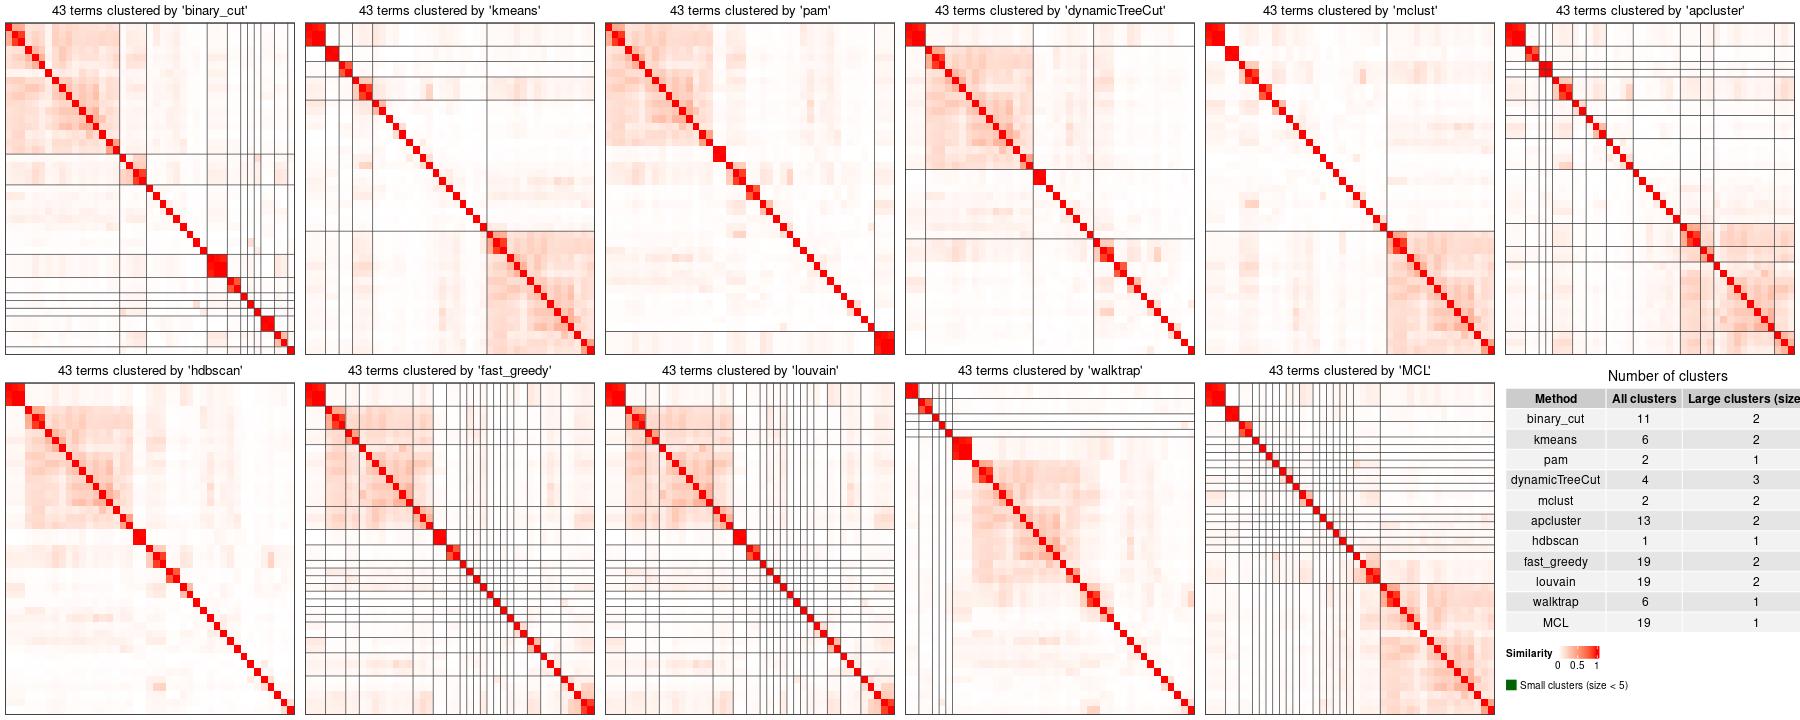 43 terms clustered by 'binary_cut'
43 terms clustered by 'kmeans'
43 terms clustered by 'pam'
43 terms clustered by 'dynamicTreeCut'
43 terms clustered by 'mclust'
43 terms clustered by 'apcluster'
43 terms clustered by 'hdbscan'
43 terms clustered by 'fast_greedy'
43 terms clustered by 'louvain'
43 terms clustered by 'walktrap'
43 terms clustered by 'MCL'
Number of clusters
Method All clusters Large clusters (size
binary_cut 11 2
kmeans 6 2
pam 2 1
dynamicTreeCut 4 3
mclust 2 2
apcluster 13 2
hdbscan 1 1
fast_greedy 19 2
louvain 19 2
walktrap 6 1
MCL 19 1
Similarity
0 0.5 1
Small clusters (size < 5)